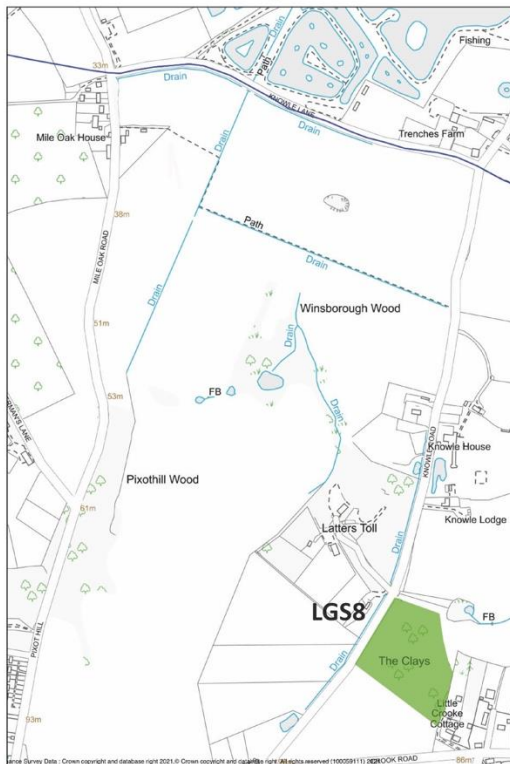 33m
Drain
Path
Fishing
KNOWLE LANE
Drain
Trenches Farm
Mile Oak House
38m
Path
Drain
MILE OAK ROAD
Drain
Winsborough Wood
Drain
51m
53m
FB
Drain
KNOWLE ROAD
Knowle House
Pixothill Wood
61m
Knowle Lodge
Latters Toll
Drain
LGS8
FB
PIXOT HILL
Drain
The Clays
Little
Crooke
Cottage
93m
ROOK ROAD
86m
ance Survey Data : Crown copyright and database right 2021.© Crown copyright and database right. All rights reserved (100059111) 2021